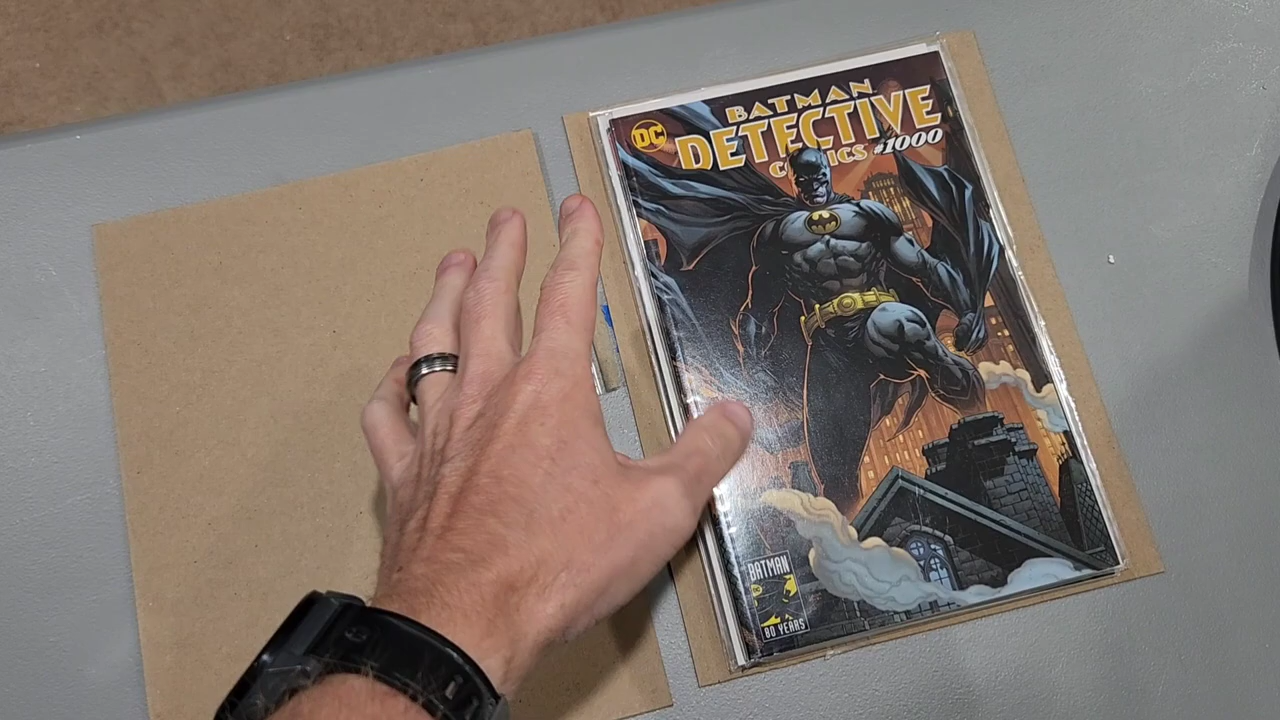 BATMAN
DC
DETECTIVE
COMICS #1000
BATMAN
80 YEARS